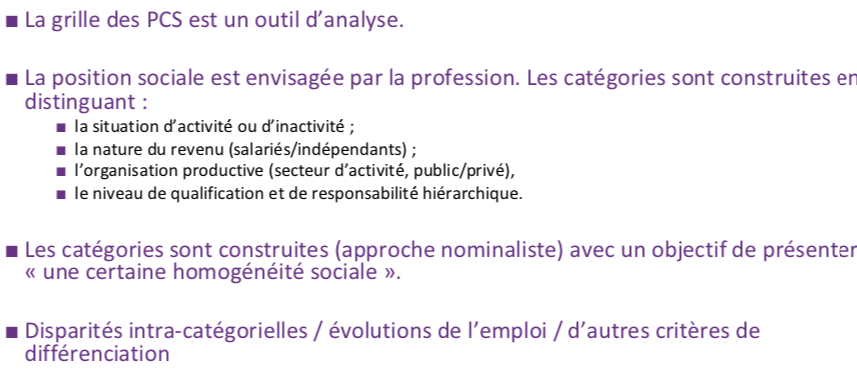 ■ La grille des PCS est un outil d’analyse.
■ La position sociale est envisagée par la profession. Les catégories sont construites en
distinguant :
■ la situation d’activité ou d’inactivité ;
■ la nature du revenu (salariés/indépendants) ;
■ l’organisation productive (secteur d’activité, public/privé),
■ le niveau de qualification et de responsabilité hiérarchique.
■ Les catégories sont construites (approche nominaliste) avec un objectif de présenter
« une certaine homogénéité sociale ».
■ Disparités intra-catégorielles / évolutions de l’emploi / d’autres critères de
différenciation